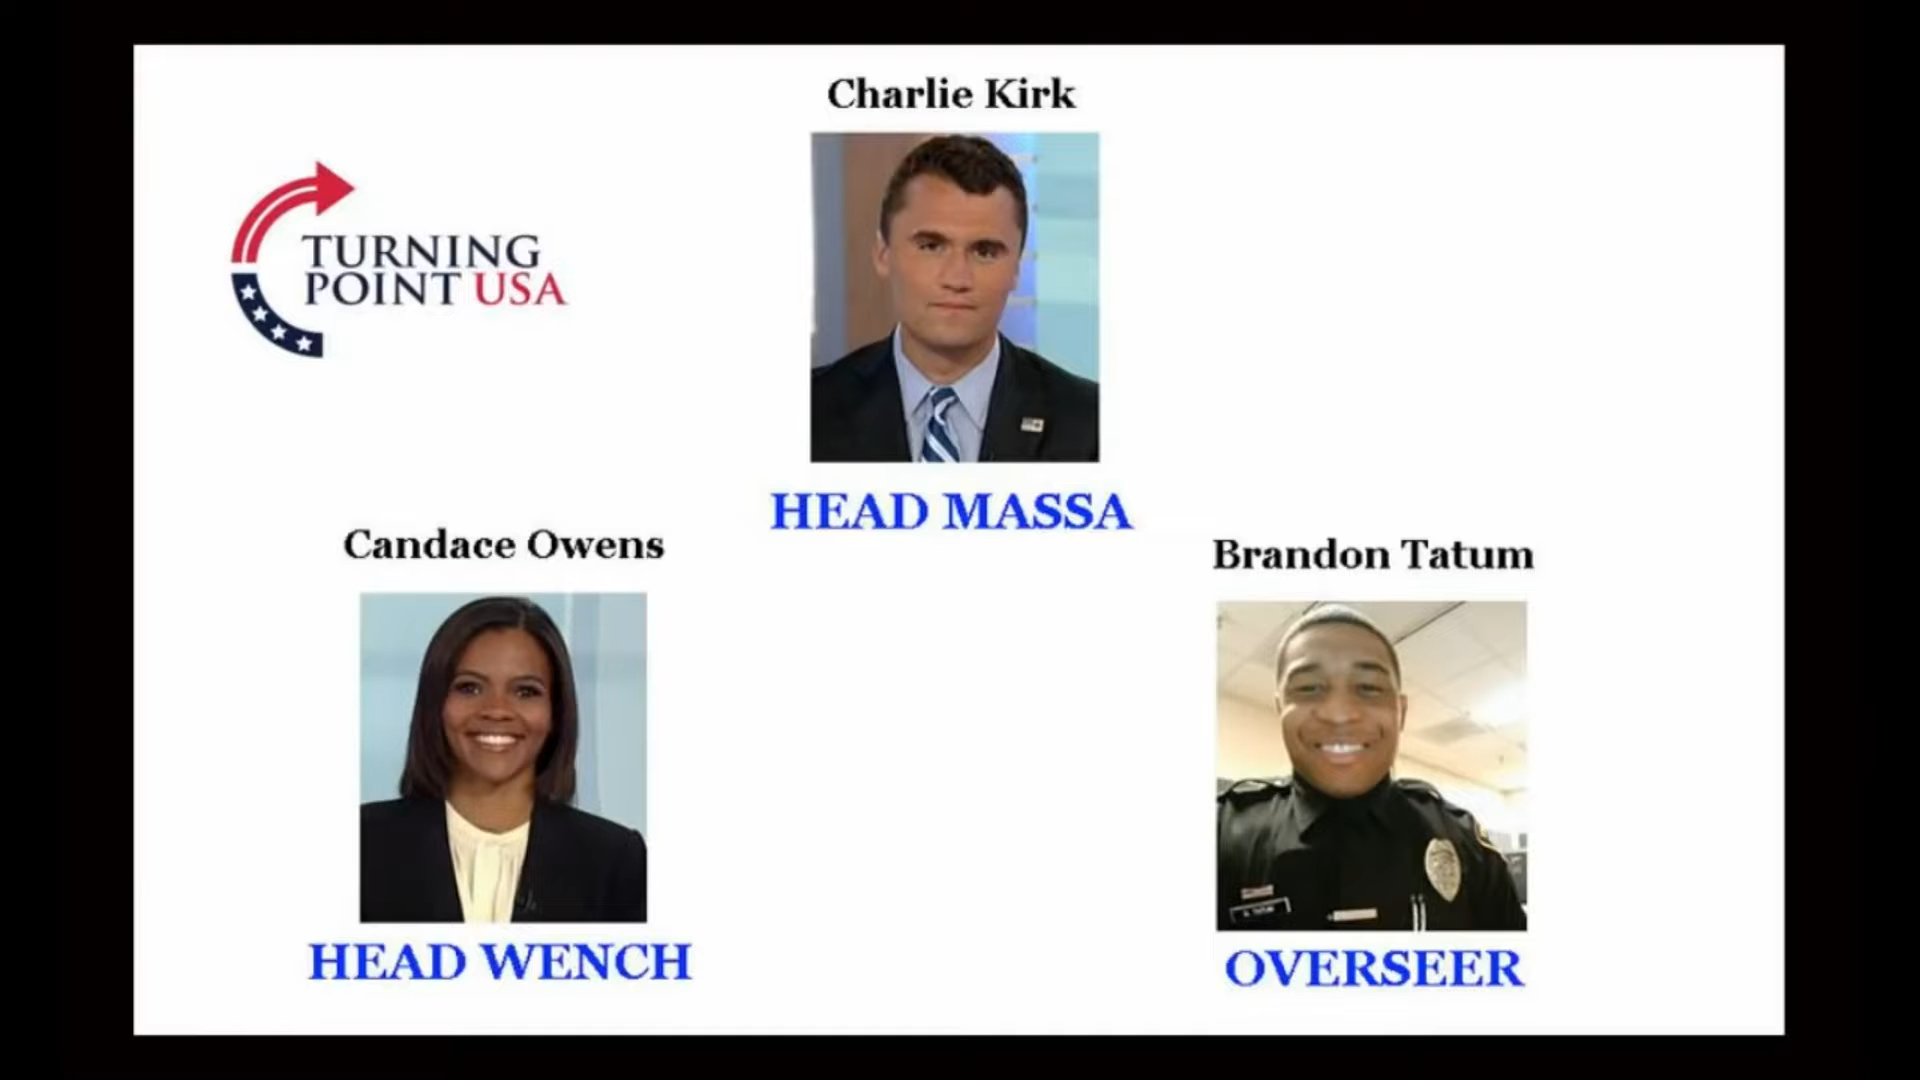 Charlie Kirk
TURNING
POINT USA
HEAD MASSA
Candace Owens
Brandon Tatum
HEAD WENCH
OVERSEER